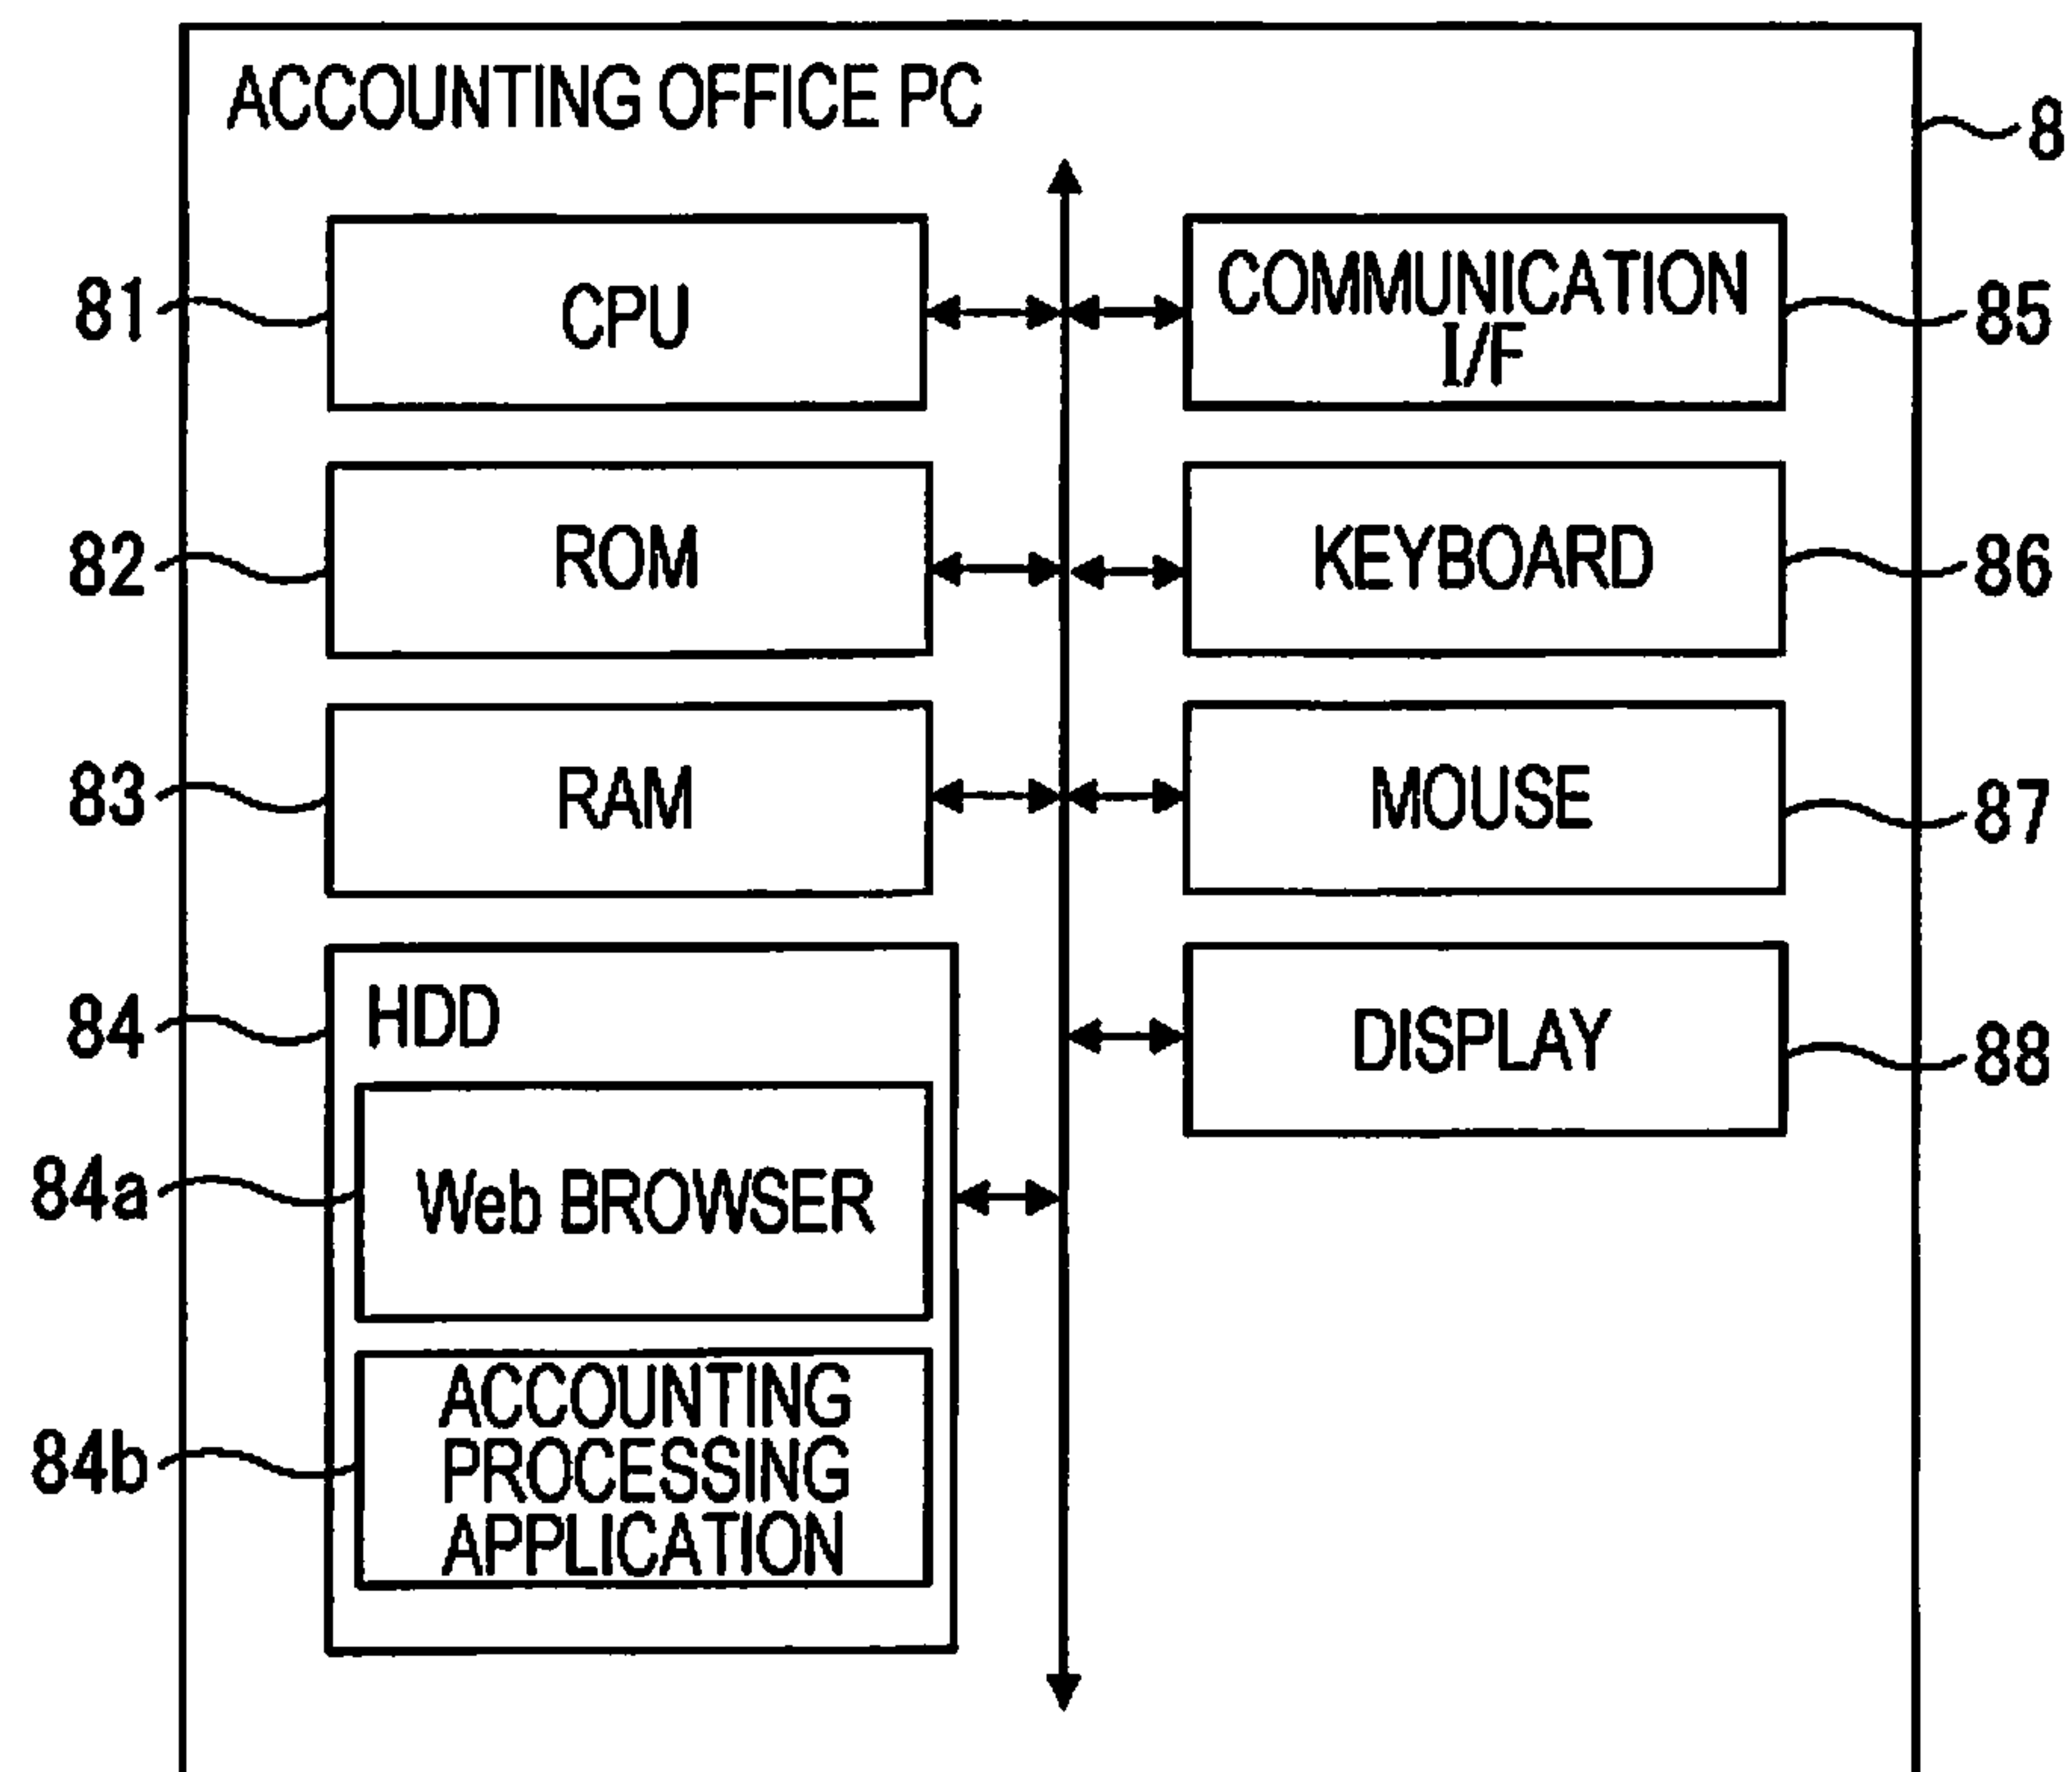 ACCOUNTING OFFICE PC
8
81
CPU
COMMUNICATION
I/F
85
82
ROM
KEYBOARD
86
83
RAM
MOUSE
87
84
HDD
DISPLAY
88
84a
Web BROWSER
84b
ACCOUNTING
PROCESSING
APPLICATION